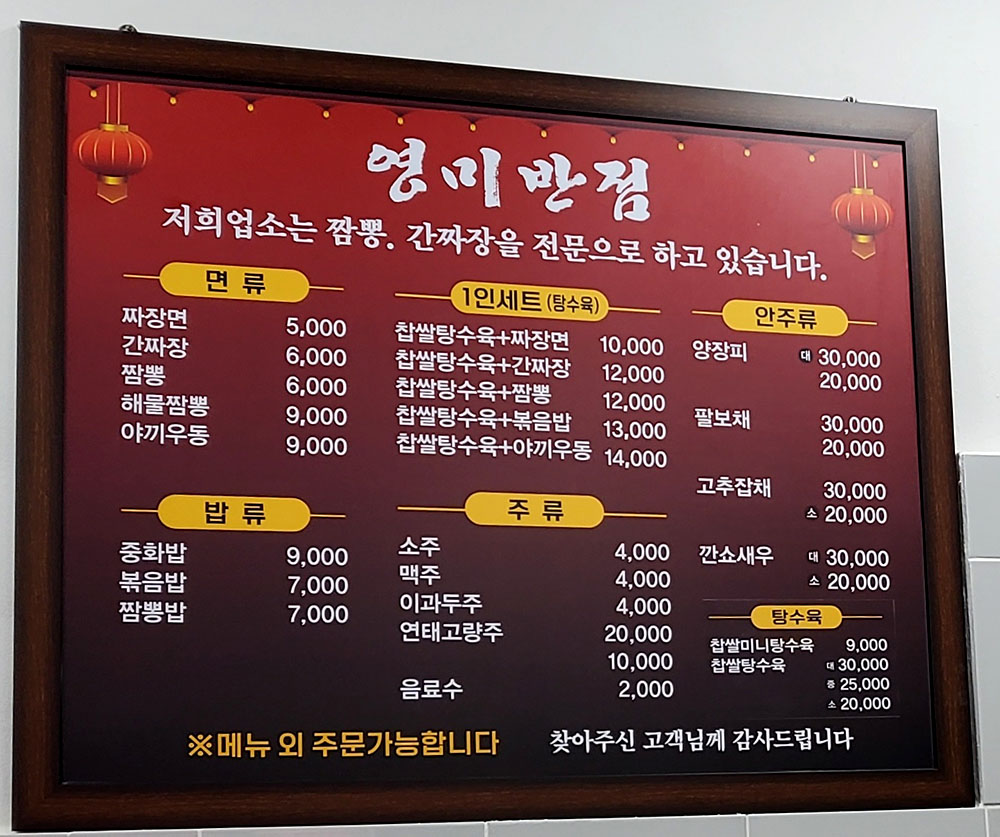 영미반점
저희업소는 짬뽕. 간짜장을 전문으로 하고 있습니다.
면 류
짜장면 5,000
간짜장 6,000
짬뽕 6,000
해물짬뽕 9,000
야끼우동 9,000
밥 류
중화밥 9,000
볶음밥 7,000
짬뽕밥 7,000
1인세트 (탕수육)
찹쌀탕수육+짜장면 10,000
찹쌀탕수육+간짜장 12,000
찹쌀탕수육+짬뽕 12,000
찹쌀탕수육+볶음밥 13,000
찹쌀탕수육+야끼우동 14,000
주 류
소주 4,000
맥주 4,000
이과두주 4,000
연태고량주 20,000
10,000
음료수 2,000
안주류
양장피 대 30,000
20,000
팔보채 30,000
20,000
고추잡채 30,000
소 20,000
깐쇼새우 대 30,000
소 20,000
탕수육
찹쌀미니탕수육 9,000
찹쌀탕수육 대 30,000
중 25,000
소 20,000
※메뉴 외 주문가능합니다
찾아주신 고객님께 감사드립니다